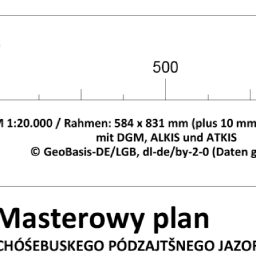 500
M 1:20.000 / Rahmen: 584 x 831 mm (plus 10 mm
mit DGM, ALKIS und ATKIS
© GeoBasis-DE/LGB, dl-de/by-2-0 (Daten g
Masterowy plan
CHÓŚEBUSKEGO PÓDZAJTŠNEGO JAZOR